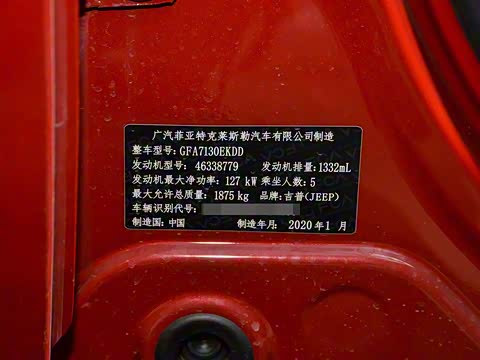 广汽菲亚特克莱斯勒汽车有限公司制造
整车型号: GFA7130EKDD
发动机型号: 46338779 发动机排量: 1332mL
发动机最大净功率: 127 kW 乘坐人数: 5
最大允许总质量: 1875 kg 品牌: 吉普(JEEP)
车辆识别代号:
制造国: 中国 制造年月: 2020年1月